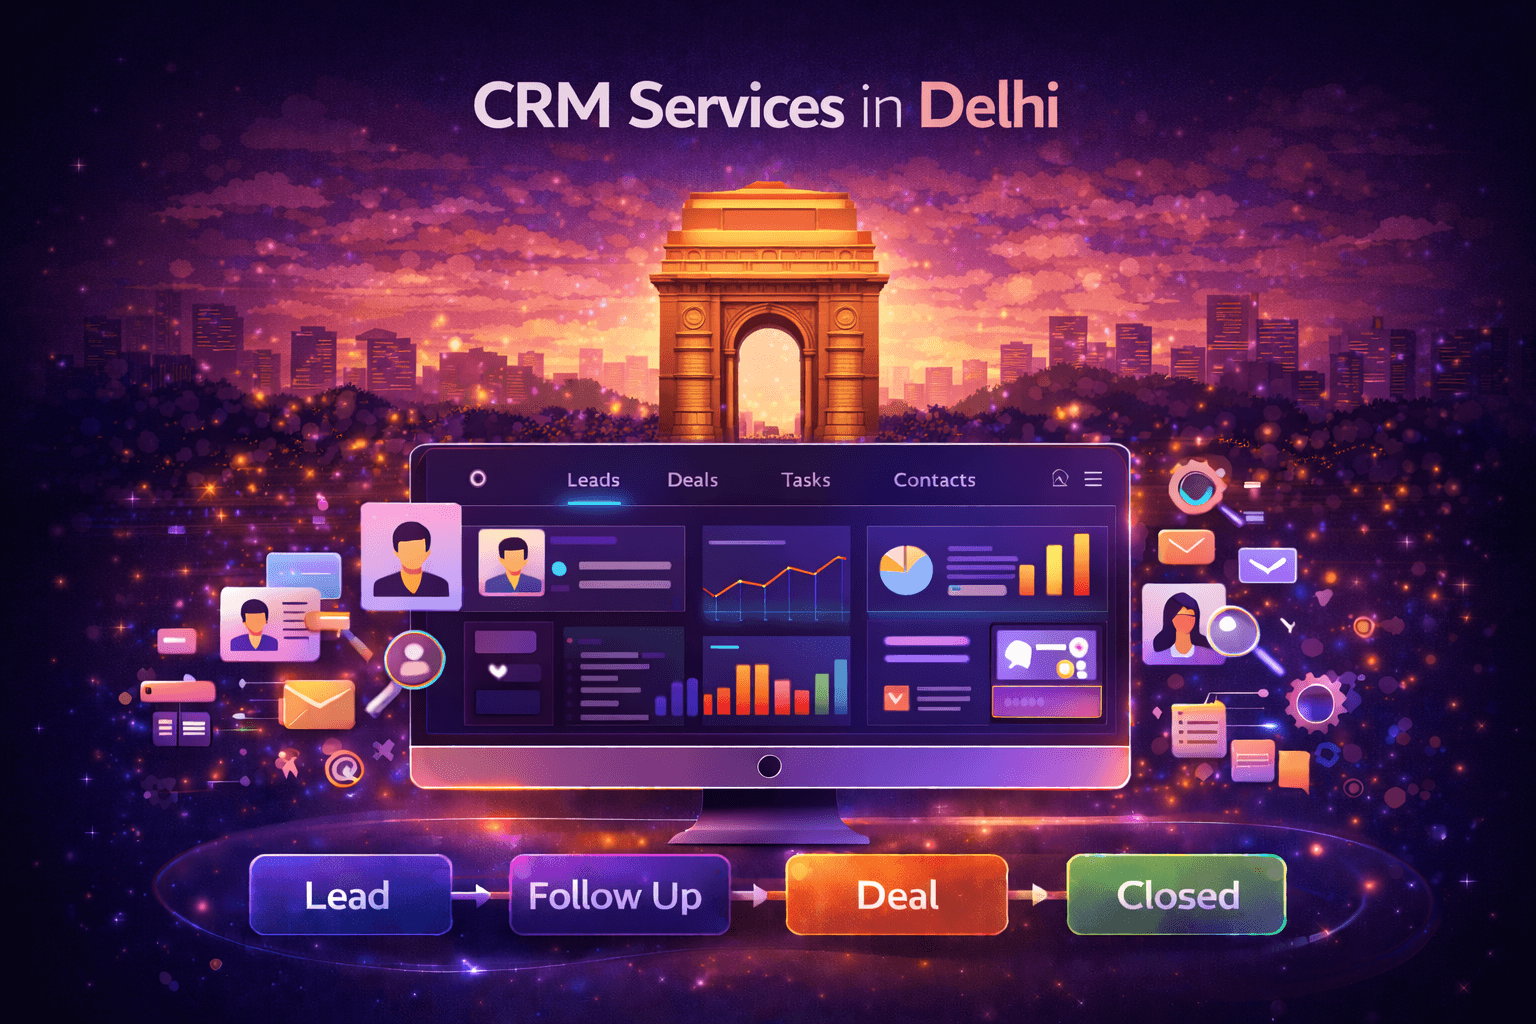 CRM Services in Delhi
Leads Deals Tasks Contacts
Lead Follow Up Deal Closed